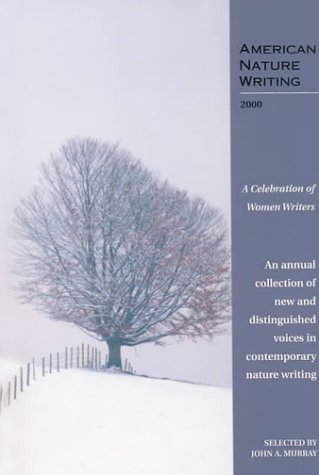 AMERICAN
NATURE
WRITING
2000
A Celebration of
Women Writers
An annual
collection of
new and
distinguished
voices in
contemporary
nature writing
SELECTED BY
JOHN A. MURRAY